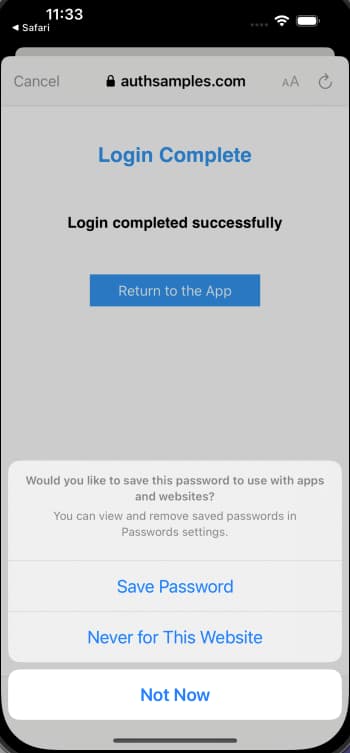 11:33
◀ Safari
Cancel
authsamples.com
AA
Login Complete
Login completed successfully
Return to the App
Would you like to save this password to use with apps
and websites?
You can view and remove saved passwords in
Passwords settings.
Save Password
Never for This Website
Not Now